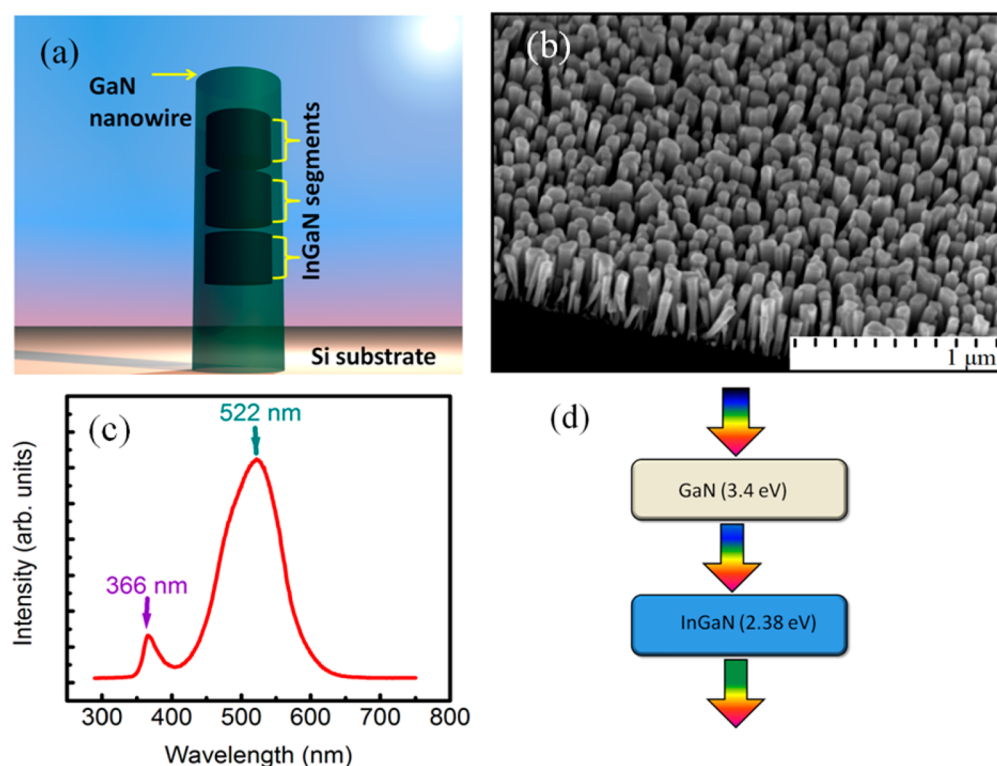 (a)
GaN
nanowire
InGaN segments
Si substrate
(b)
1 μm
(c)
522 nm
366 nm
Intensity (arb. units)
300 400 500 600 700 800
Wavelength (nm)
(d)
GaN (3.4 eV)
InGaN (2.38 eV)